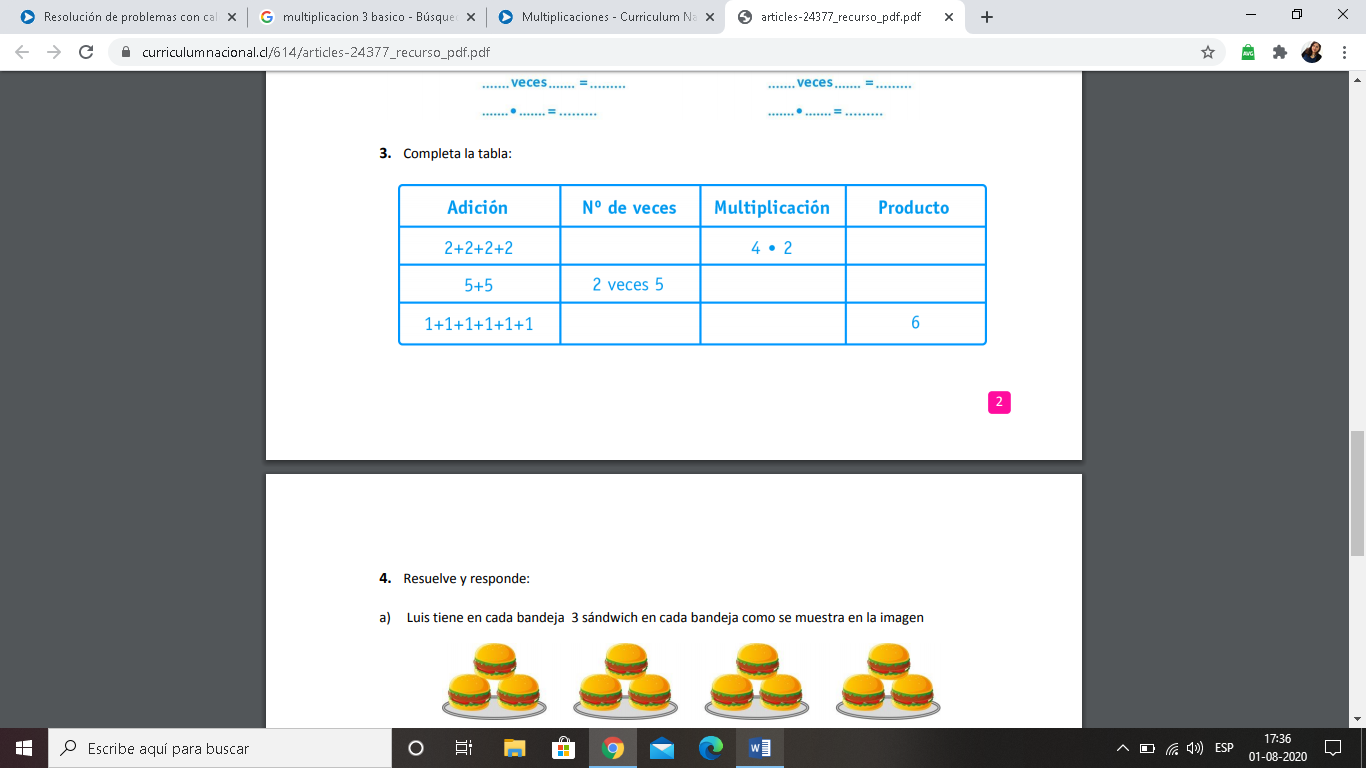 Resolución de problemas con cal
multiplicacion 3 basico - Búsque
Multiplicaciones - Curriculum Na
articles-24377_recurso_pdf.pdf
curriculumnacional.cl/614/articles-24377_recurso_pdf.pdf
AVG
.......veces....... =......... .......veces....... =.........
.......•.......=......... .......•.......=.........
3. Completa la tabla:
Adición Nº de veces Multiplicación Producto
2+2+2+2 4 • 2
5+5 2 veces 5
1+1+1+1+1+1 6
2
4. Resuelve y responde:
a) Luis tiene en cada bandeja 3 sándwich en cada bandeja como se muestra en la imagen
Escribe aquí para buscar
ESP
17:36
01-08-2020